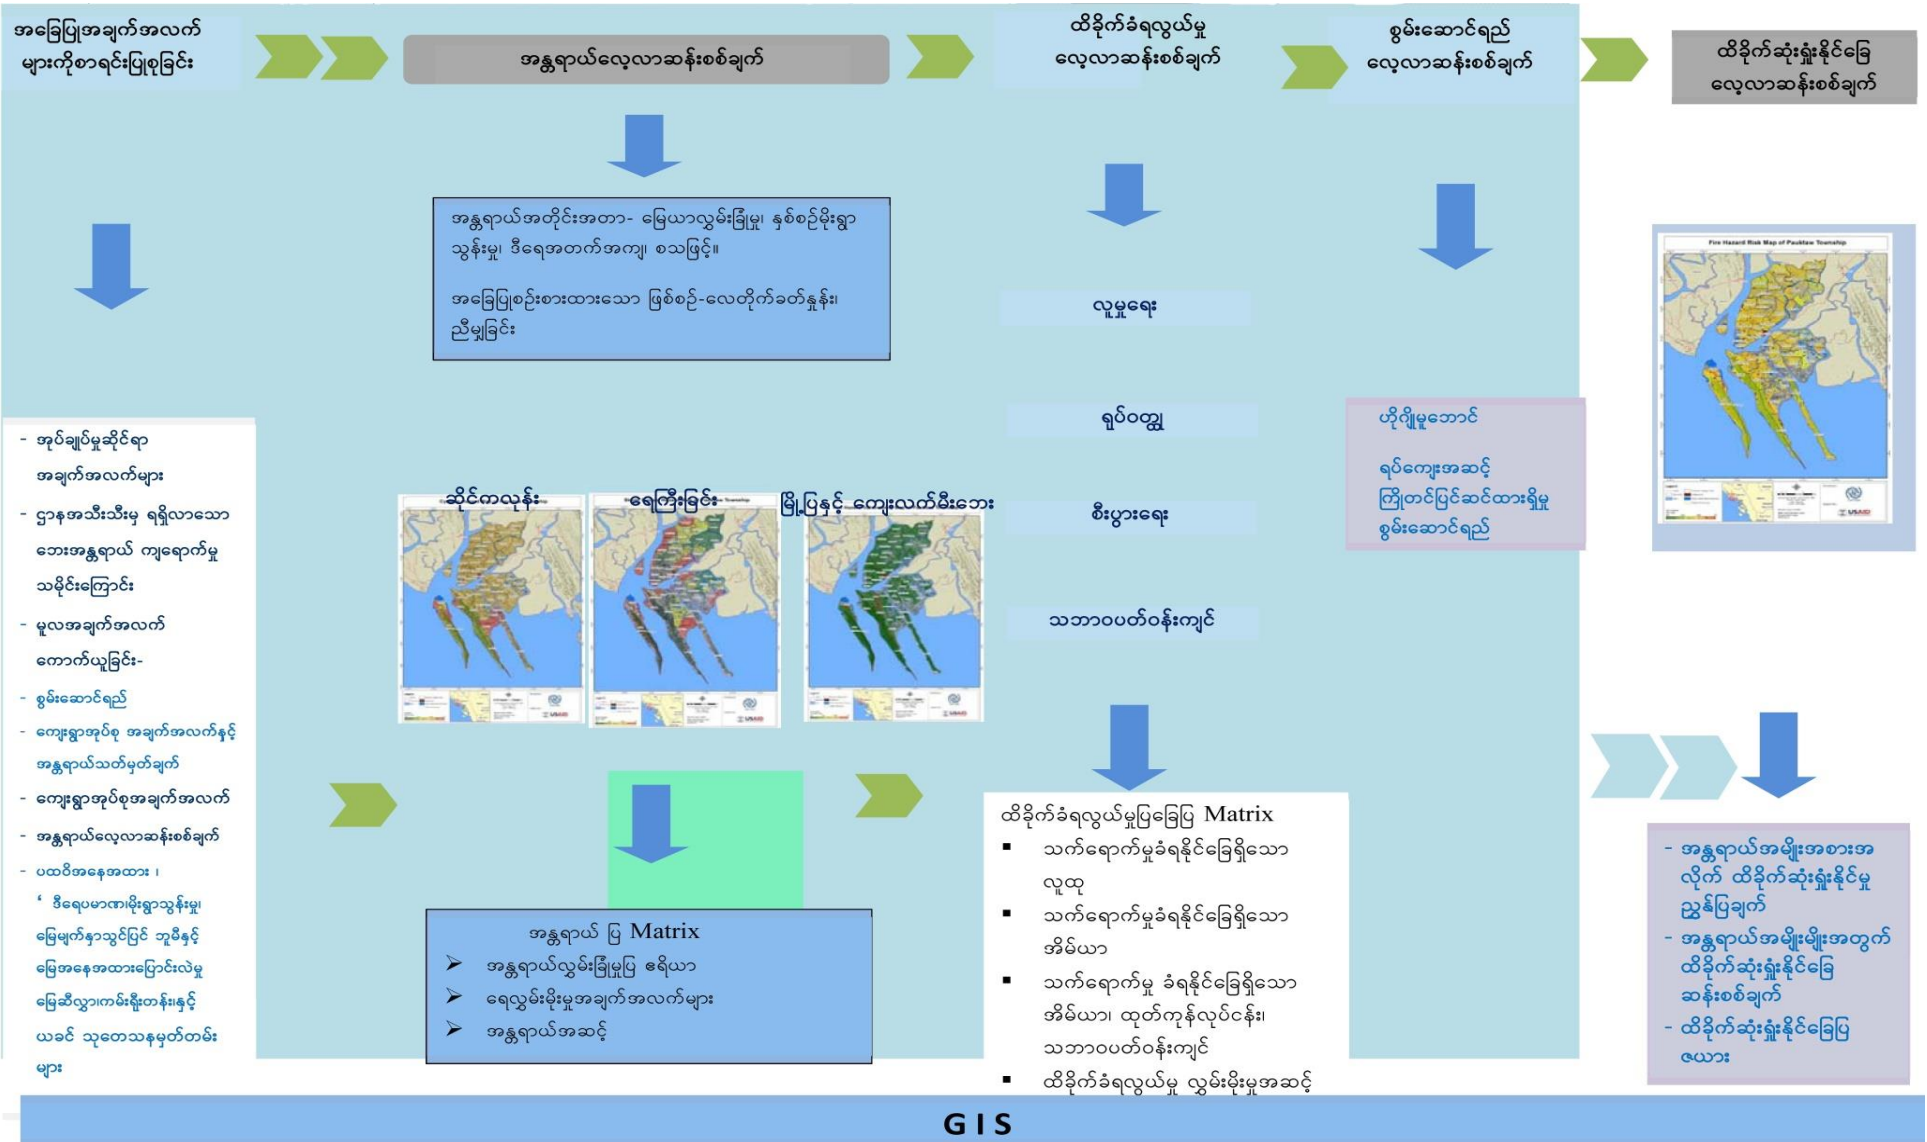 အခြေပြုအချက်အလက်
များကိုစာရင်းပြုစုခြင်း
အန္တရာယ်လေ့လာဆန်းစစ်ချက်
ထိခိုက်ခံရလွယ်မှု
လေ့လာဆန်းစစ်ချက်
စွမ်းဆောင်ရည်
လေ့လာဆန်းစစ်ချက်
ထိခိုက်ဆုံးရှုံးနိုင်ခြေ
လေ့လာဆန်းစစ်ချက်
အန္တရာယ်အတိုင်းအတာ- မြေယာလွှမ်းခြုံမှု၊ နှစ်စဉ်မိုးရွာ
သွန်းမှု၊ ဒီရေအတက်အကျ၊ စသဖြင့်။
အခြေပြုစဉ်းစားထားသော ဖြစ်စဉ်-လေတိုက်ခတ်နှုန်း၊
ညီမျှခြင်း
- အုပ်ချုပ်မှုဆိုင်ရာ
အချက်အလက်များ
- ဌာနအသီးသီးမှ ရရှိလာသော
ဘေးအန္တရာယ် ကျရောက်မှု
သမိုင်းကြောင်း
- မူလအချက်အလက်
ကောက်ယူခြင်း-
- စွမ်းဆောင်ရည်
- ကျေးရွာအုပ်စု အချက်အလက်နှင့်
အန္တရာယ်သတ်မှတ်ချက်
- ကျေးရွာအုပ်စုအချက်အလက်
- အန္တရာယ်လေ့လာဆန်းစစ်ချက်
- ပထဝိအနေအထား ၊
‘ ဒီရေပမာဏ၊မိုးရွာသွန်းမှု၊
မြေမျက်နှာသွင်ပြင် ဘူမိနှင့်
မြေအနေအထားပြောင်းလဲမှု
မြေဆီလွှာ၊ကမ်းရိုးတန်း၊နှင့်
ယခင် သုတေသနမှတ်တမ်း
များ
ဆိုင်ကလုန်း
ရေကြီးခြင်း
မြို့ပြနှင့် ကျေးလက်မီးဘေး
USAID
USAID
USAID
အန္တရာယ် ပြ Matrix
➤ အန္တရာယ်လွှမ်းခြုံမှုပြ ဧရိယာ
➤ ရေလွှမ်းမိုးမှုအချက်အလက်များ
➤ အန္တရာယ်အဆင့်
လူမှုရေး
ရုပ်ဝတ္ထု
စီးပွားရေး
သဘာဝပတ်ဝန်းကျင်
ထိခိုက်ခံရလွယ်မှုပြခြေပြ Matrix
▪ သက်ရောက်မှုခံရနိုင်ခြေရှိသော
လူထု
▪ သက်ရောက်မှုခံရနိုင်ခြေရှိသော
အိမ်ယာ
▪ သက်ရောက်မှု ခံရနိုင်ခြေရှိသော
အိမ်ယာ၊ ထုတ်ကုန်လုပ်ငန်း၊
သဘာဝပတ်ဝန်းကျင်
▪ ထိခိုက်ခံရလွယ်မှု လွှမ်းမိုးမှုအဆင့်
ဟိုဂျိုမူဘောင်
ရပ်ကျေးအဆင့်
ကြိုတင်ပြင်ဆင်ထားရှိမှု
စွမ်းဆောင်ရည်
Fire Hazard Risk Map of Pauktaw Township
USAID
- အန္တရာယ်အမျိုးအစားအ
လိုက် ထိခိုက်ဆုံးရှုံးနိုင်မှု
ညွှန်ပြချက်
- အန္တရာယ်အမျိုးမျိုးအတွက်
ထိခိုက်ဆုံးရှုံးနိုင်ခြေ
ဆန်းစစ်ချက်
- ထိခိုက်ဆုံးရှုံးနိုင်ခြေပြ
ဇယား
GIS